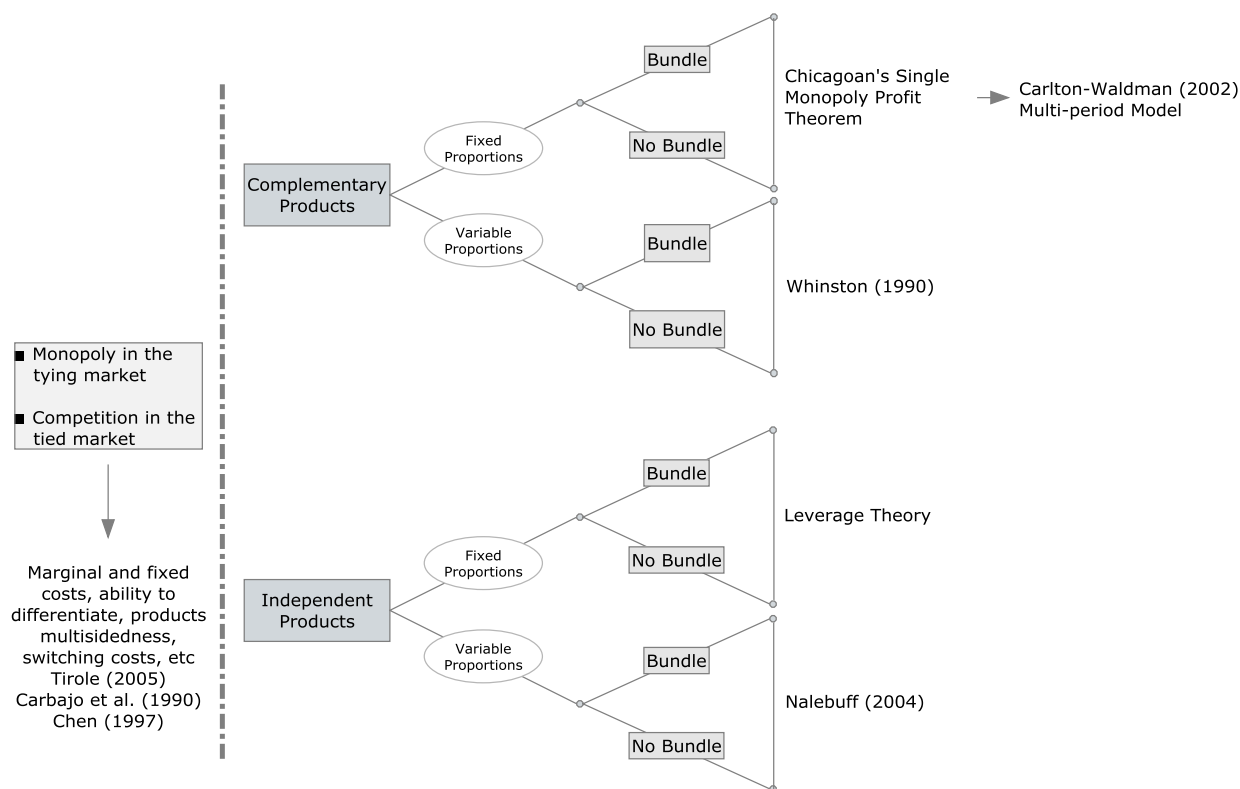 Monopoly in the
tying market
Competition in the
tied market
Marginal and fixed
costs, ability to
differentiate, products
multisidedness,
switching costs, etc
Tirole (2005)
Carbajo et al. (1990)
Chen (1997)
Complementary
Products
Fixed
Proportions
Bundle
No Bundle
Chicagoan's Single
Monopoly Profit
Theorem
Carlton-Waldman (2002)
Multi-period Model
Variable
Proportions
Bundle
No Bundle
Whinston (1990)
Independent
Products
Fixed
Proportions
Bundle
No Bundle
Leverage Theory
Variable
Proportions
Bundle
No Bundle
Nalebuff (2004)